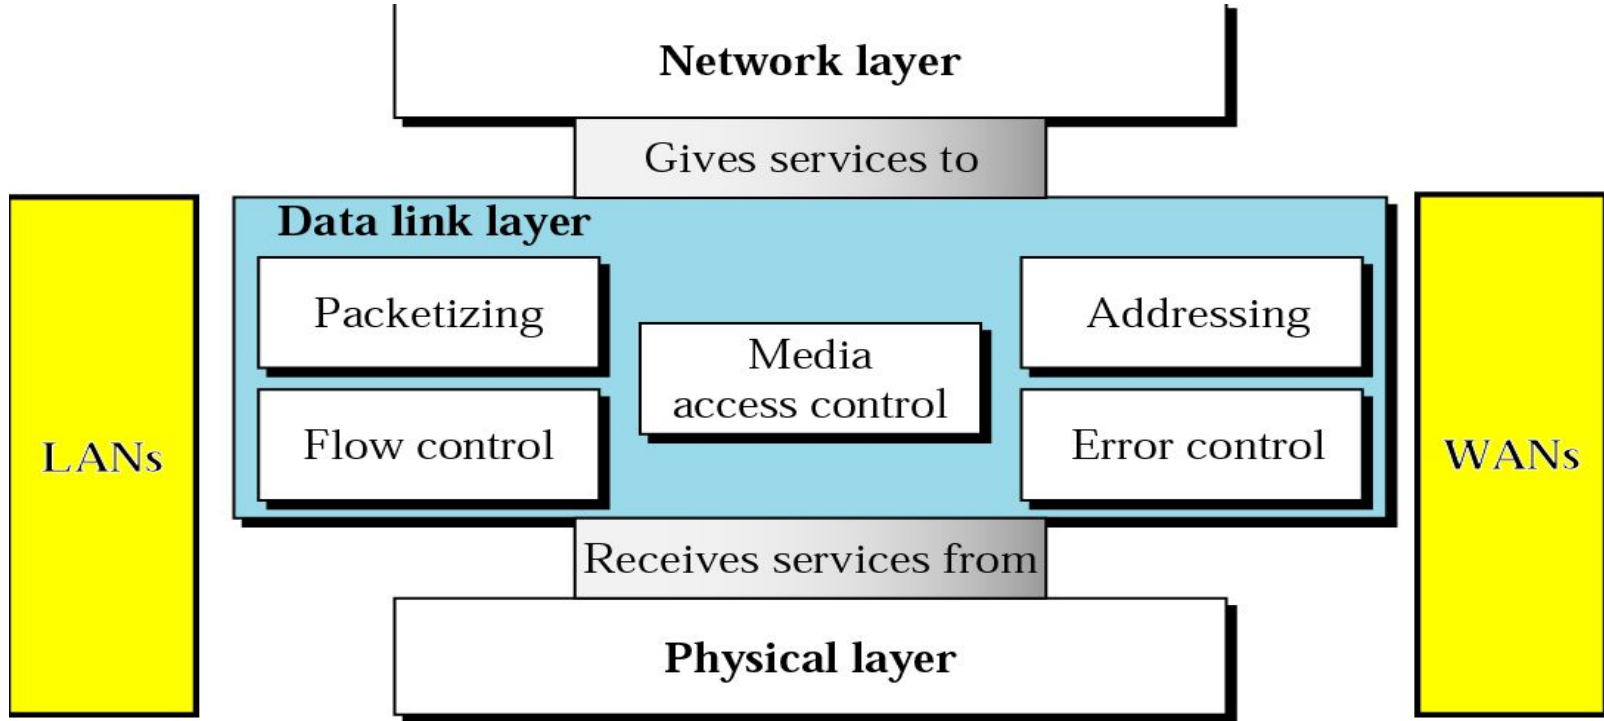 Network layer
Gives services to
Data link layer
Packetizing
Addressing
Media
access control
Flow control
Error control
LANs
WANs
Receives services from
Physical layer